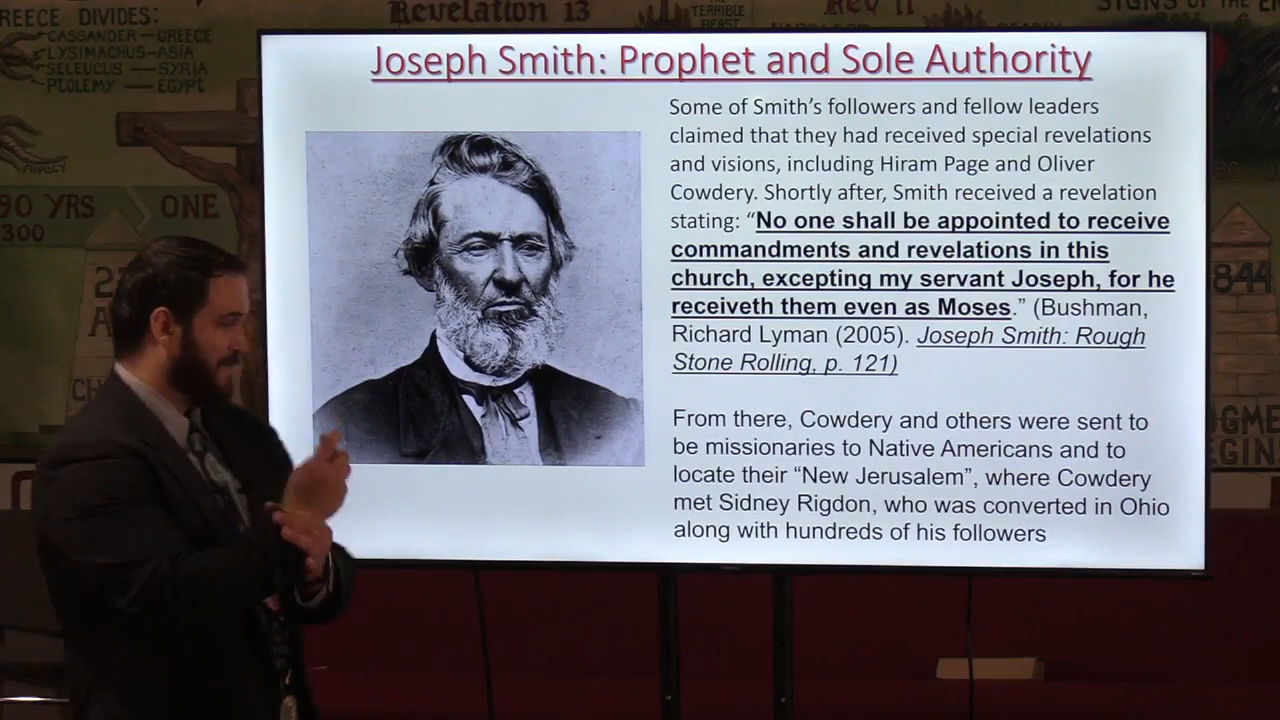 REECE DIVIDES:
CASSANDER—GREECE
LYSIMACHUS—ASIA
SELEUCUS — SYRIA
PTOLEMY — EGYPT
Revelation 13
THE
TERRIBLE
BEAST
Rev 11
SIGNS OF THE
90 YRS
ONE
300
844
Joseph Smith: Prophet and Sole Authority
Some of Smith's followers and fellow leaders
claimed that they had received special revelations
and visions, including Hiram Page and Oliver
Cowdery. Shortly after, Smith received a revelation
stating: “No one shall be appointed to receive
commandments and revelations in this
church, excepting my servant Joseph, for he
receiveth them even as Moses.” (Bushman,
Richard Lyman (2005). Joseph Smith: Rough
Stone Rolling, p. 121)
From there, Cowdery and others were sent to
be missionaries to Native Americans and to
locate their “New Jerusalem”, where Cowdery
met Sidney Rigdon, who was converted in Ohio
along with hundreds of his followers